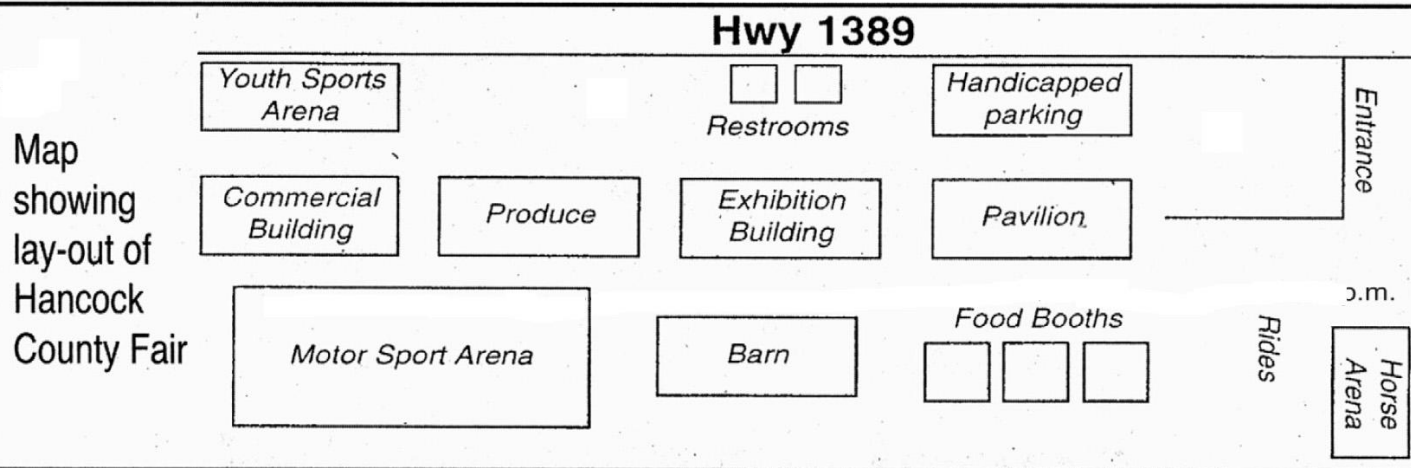 Hwy 1389
Youth Sports
Arena
Restrooms
Handicapped
parking
Entrance
Map
showing
lay-out of
Hancock
County Fair
Commercial
Building
Produce
Exhibition
Building
Pavilion
p.m.
Motor Sport Arena
Barn
Food Booths
Rides
Horse
Arena